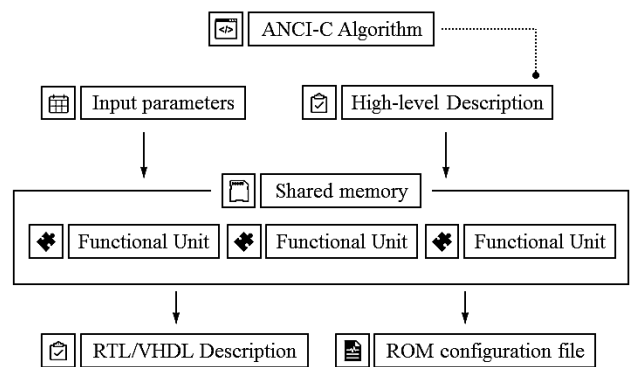 ANCI-C Algorithm
Input parameters
High-level Description
Shared memory
Functional Unit
Functional Unit
Functional Unit
RTL/VHDL Description
ROM configuration file